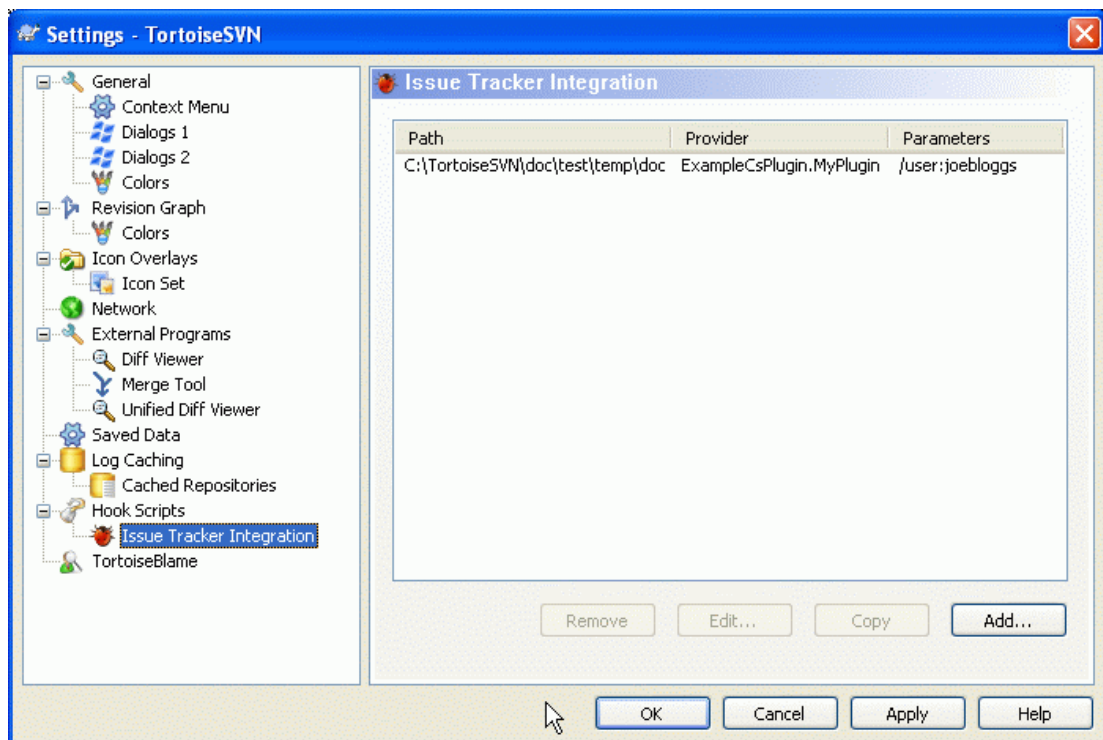 Settings - TortoiseSVN
General
Context Menu
Dialogs 1
Dialogs 2
Colors
Revision Graph
Colors
Icon Overlays
Icon Set
Network
External Programs
Diff Viewer
Merge Tool
Unified Diff Viewer
Saved Data
Log Caching
Cached Repositories
Hook Scripts
Issue Tracker Integration
TortoiseBlame
Issue Tracker Integration
Path Provider Parameters
C:\TortoiseSVN\doc\test\temp\doc ExampleCsPlugin.MyPlugin /user:joebloggs
Remove Edit... Copy Add...
OK Cancel Apply Help